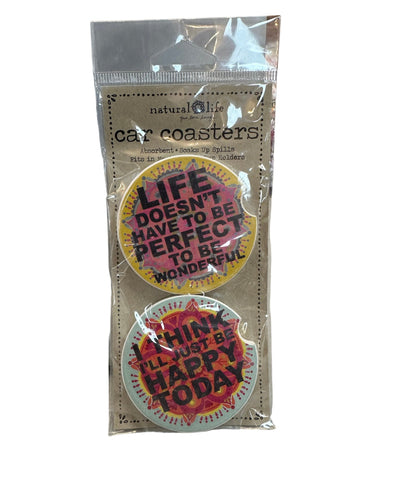 natural life
car coasters
Absorbent • Soaks Up Spills
Fits in Holders
LIFE
DOESN'T
HAVE TO BE
PERFECT
TO BE
WONDERFUL
I THINK
I'LL JUST BE
HAPPY
TODAY